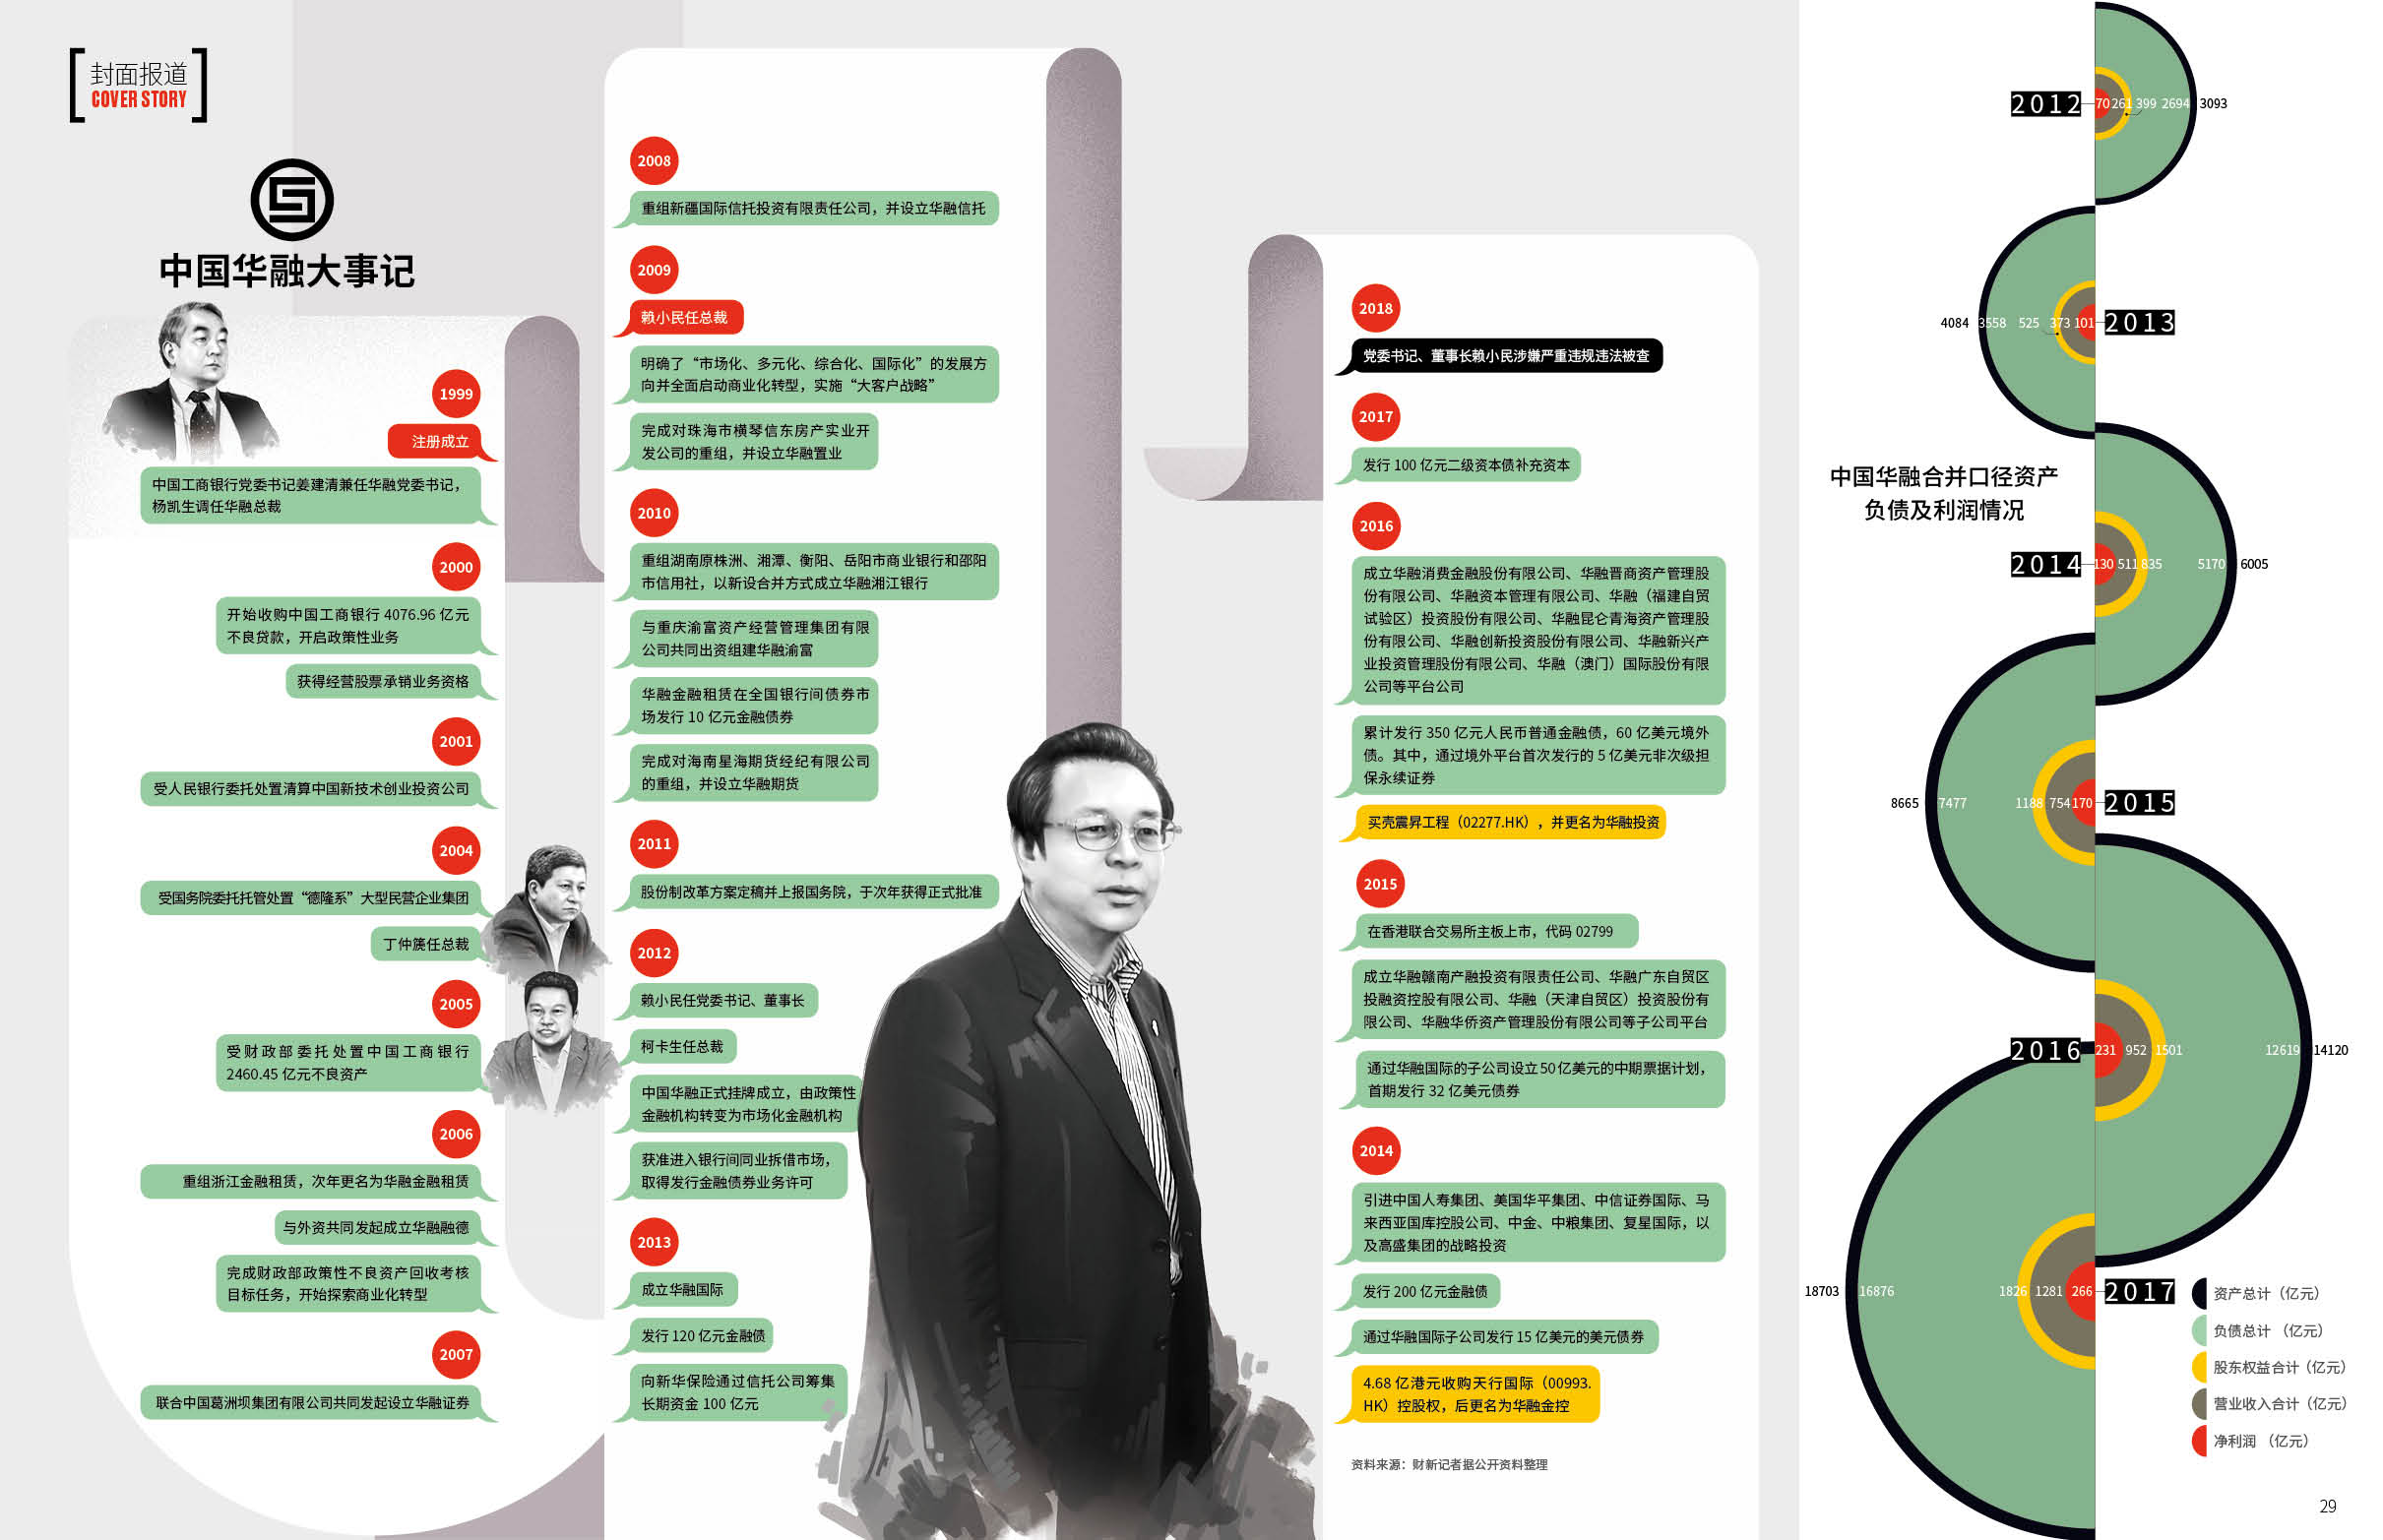 封面报道
COVER STORY
中国华融大事记
1999
注册成立
中国工商银行党委书记姜建清兼任华融党委书记，
杨凯生调任华融总裁
2000
开始收购中国工商银行 4076.96 亿元
不良贷款，开启政策性业务
获得经营股票承销业务资格
2001
受人民银行委托处置清算中国新技术创业投资公司
2004
受国务院委托托管处置“德隆系”大型民营企业集团
丁仲篪任总裁
2005
受财政部委托处置中国工商银行
2460.45 亿元不良资产
2006
重组浙江金融租赁，次年更名为华融金融租赁
与外资共同发起成立华融融德
完成财政部政策性不良资产回收考核
目标任务，开始探索商业化转型
2007
联合中国葛洲坝集团有限公司共同发起设立华融证券
2008
重组新疆国际信托投资有限责任公司，并设立华融信托
2009
赖小民任总裁
明确了“市场化、多元化、综合化、国际化”的发展方
向并全面启动商业化转型，实施“大客户战略”
完成对珠海市横琴信东房产实业开
发公司的重组，并设立华融置业
2010
重组湖南原株洲、湘潭、衡阳、岳阳市商业银行和邵阳
市信用社，以新设合并方式成立华融湘江银行
与重庆渝富资产经营管理集团有限
公司共同出资组建华融渝富
华融金融租赁在全国银行间债券市
场发行 10 亿元金融债券
完成对海南星海期货经纪有限公司
的重组，并设立华融期货
2011
股份制改革方案定稿并上报国务院，于次年获得正式批准
2012
赖小民任党委书记、董事长
柯卡生任总裁
中国华融正式挂牌成立，由政策性
金融机构转变为市场化金融机构
获准进入银行间同业拆借市场，
取得发行金融债券业务许可
2013
成立华融国际
发行 120 亿元金融债
向新华保险通过信托公司筹集
长期资金 100 亿元
2018
党委书记、董事长赖小民涉嫌严重违规违法被查
2017
发行 100 亿元二级资本债补充资本
2016
成立华融消费金融股份有限公司、华融晋商资产管理股
份有限公司、华融资本管理有限公司、华融（福建自贸
试验区）投资股份有限公司、华融昆仑青海资产管理股
份有限公司、华融创新投资股份有限公司、华融新兴产
业投资管理股份有限公司、华融（澳门）国际股份有限
公司等平台公司
累计发行 350 亿元人民币普通金融债，60 亿美元境外
债。其中，通过境外平台首次发行的 5 亿美元非次级担
保永续证券
买壳震昇工程（02277.HK），并更名为华融投资
2015
在香港联合交易所主板上市，代码 02799
成立华融赣南产融投资有限责任公司、华融广东自贸区
投融资控股有限公司、华融（天津自贸区）投资股份有
限公司、华融华侨资产管理股份有限公司等子公司平台
通过华融国际的子公司设立 50 亿美元的中期票据计划，
首期发行 32 亿美元债券
2014
引进中国人寿集团、美国华平集团、中信证券国际、马
来西亚国库控股公司、中金、中粮集团、复星国际，以
及高盛集团的战略投资
发行 200 亿元金融债
通过华融国际子公司发行 15 亿美元的美元债券
4.68 亿港元收购天行国际（00993.
HK）控股权，后更名为华融金控
资料来源：财新记者据公开资料整理
中国华融合并口径资产
负债及利润情况
2012 70 261 399 2694 3093
4084 3558 525 373 101 2013
2014 130 511 835 5170 6005
8665 7477 1188 754 170 2015
2016 231 952 1501 12619 14120
18703 16876 1826 1281 266 2017
资产总计（亿元）
负债总计（亿元）
股东权益合计（亿元）
营业收入合计（亿元）
净利润（亿元）
29